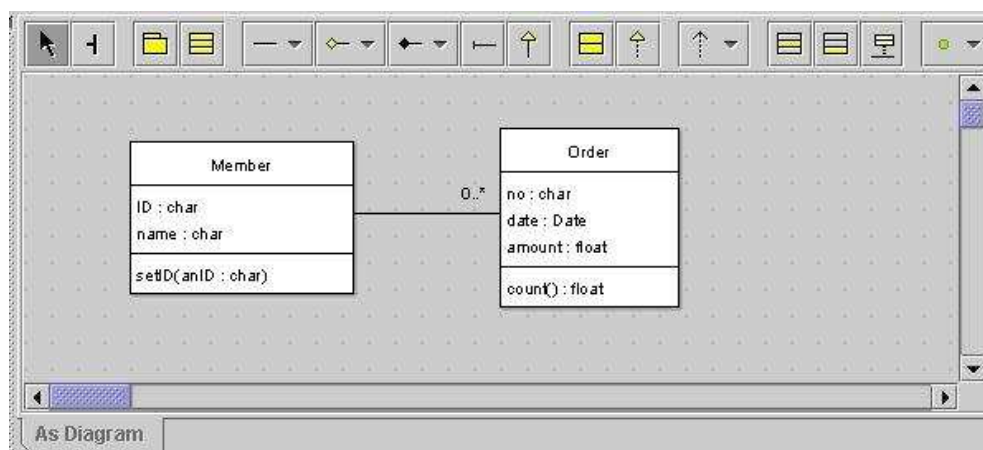 Member
ID : char
name : char
setID(anID : char)
0..*
Order
no : char
date : Date
amount : float
count() : float
As Diagram